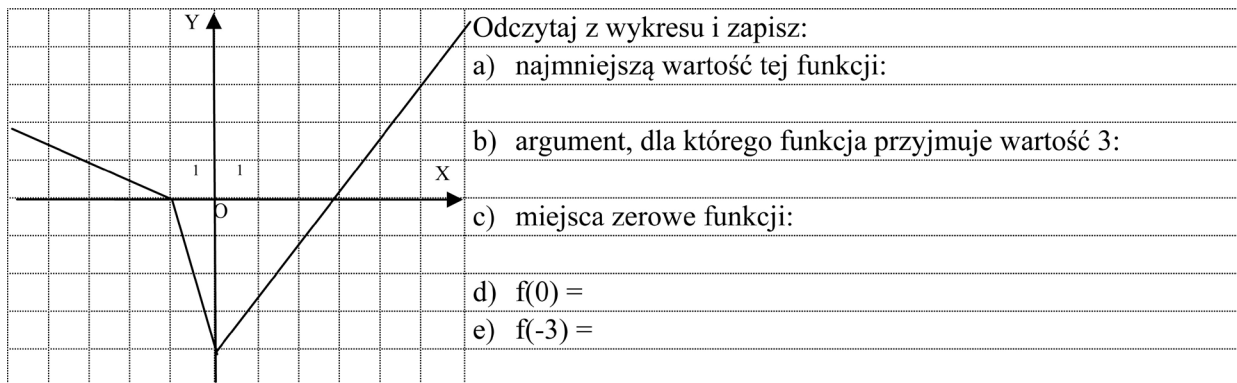 Y
1 1
X
O
Odczytaj z wykresu i zapisz:
a) najmniejszą wartość tej funkcji:
b) argument, dla którego funkcja przyjmuje wartość 3:
c) miejsca zerowe funkcji:
d) f(0) =
e) f(-3) =